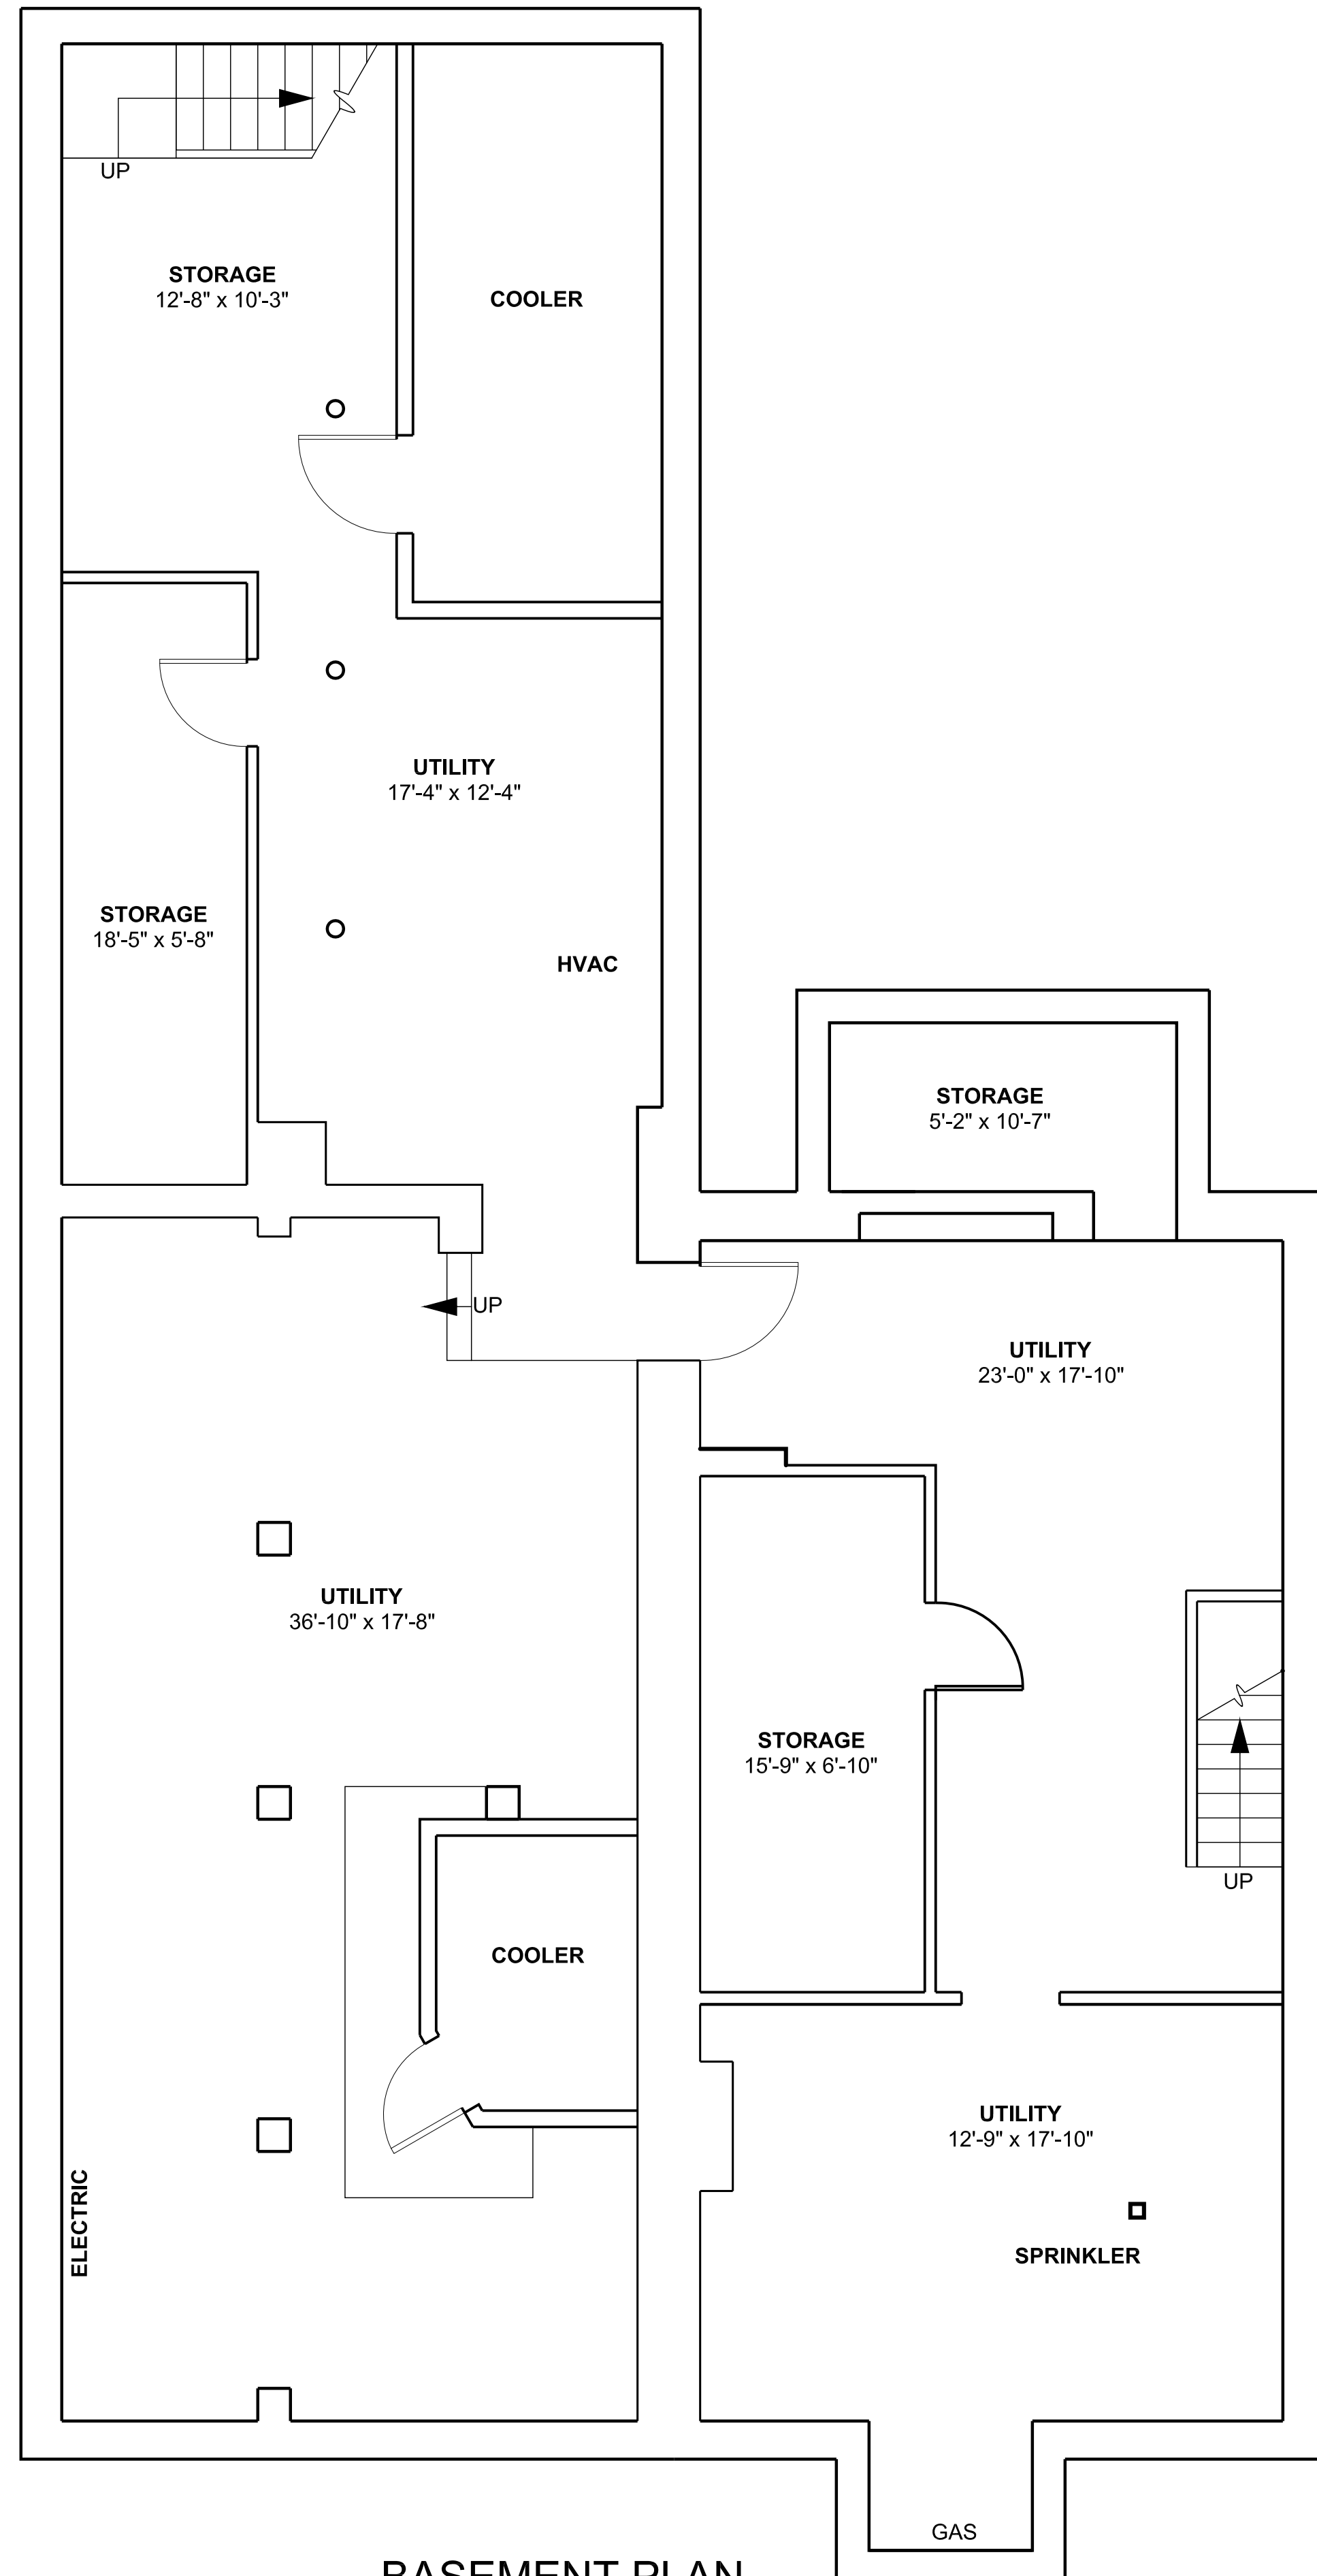 UP
STORAGE
12'-8" x 10'-3"
COOLER
UTILITY
17'-4" x 12'-4"
STORAGE
18'-5" x 5'-8"
HVAC
STORAGE
5'-2" x 10'-7"
UP
UTILITY
23'-0" x 17'-10"
UTILITY
36'-10" x 17'-8"
STORAGE
15'-9" x 6'-10"
UP
COOLER
UTILITY
12'-9" x 17'-10"
ELECTRIC
SPRINKLER
GAS
BASEMENT PLAN